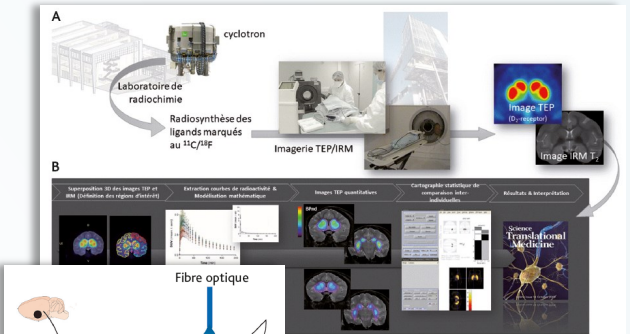 A
cyclotron
Laboratoire de
radiochimie
Radiosynthèse des
ligands marqués
au ¹¹C/¹⁸F
Imagerie TEP/IRM
Image TEP
(D₂-receptor)
Image IRM T₂
B
Superposition 3D des images TEP et
IRM (Définition des régions d'intérêt)
Extraction courbes de radioactivité &
Modélisation mathématique
Images TEP quantitatives
Cartographie statistique de
comparaison inter-
individuelles
Résultats & Interprétation
Science
Translational
Medicine
Fibre optique